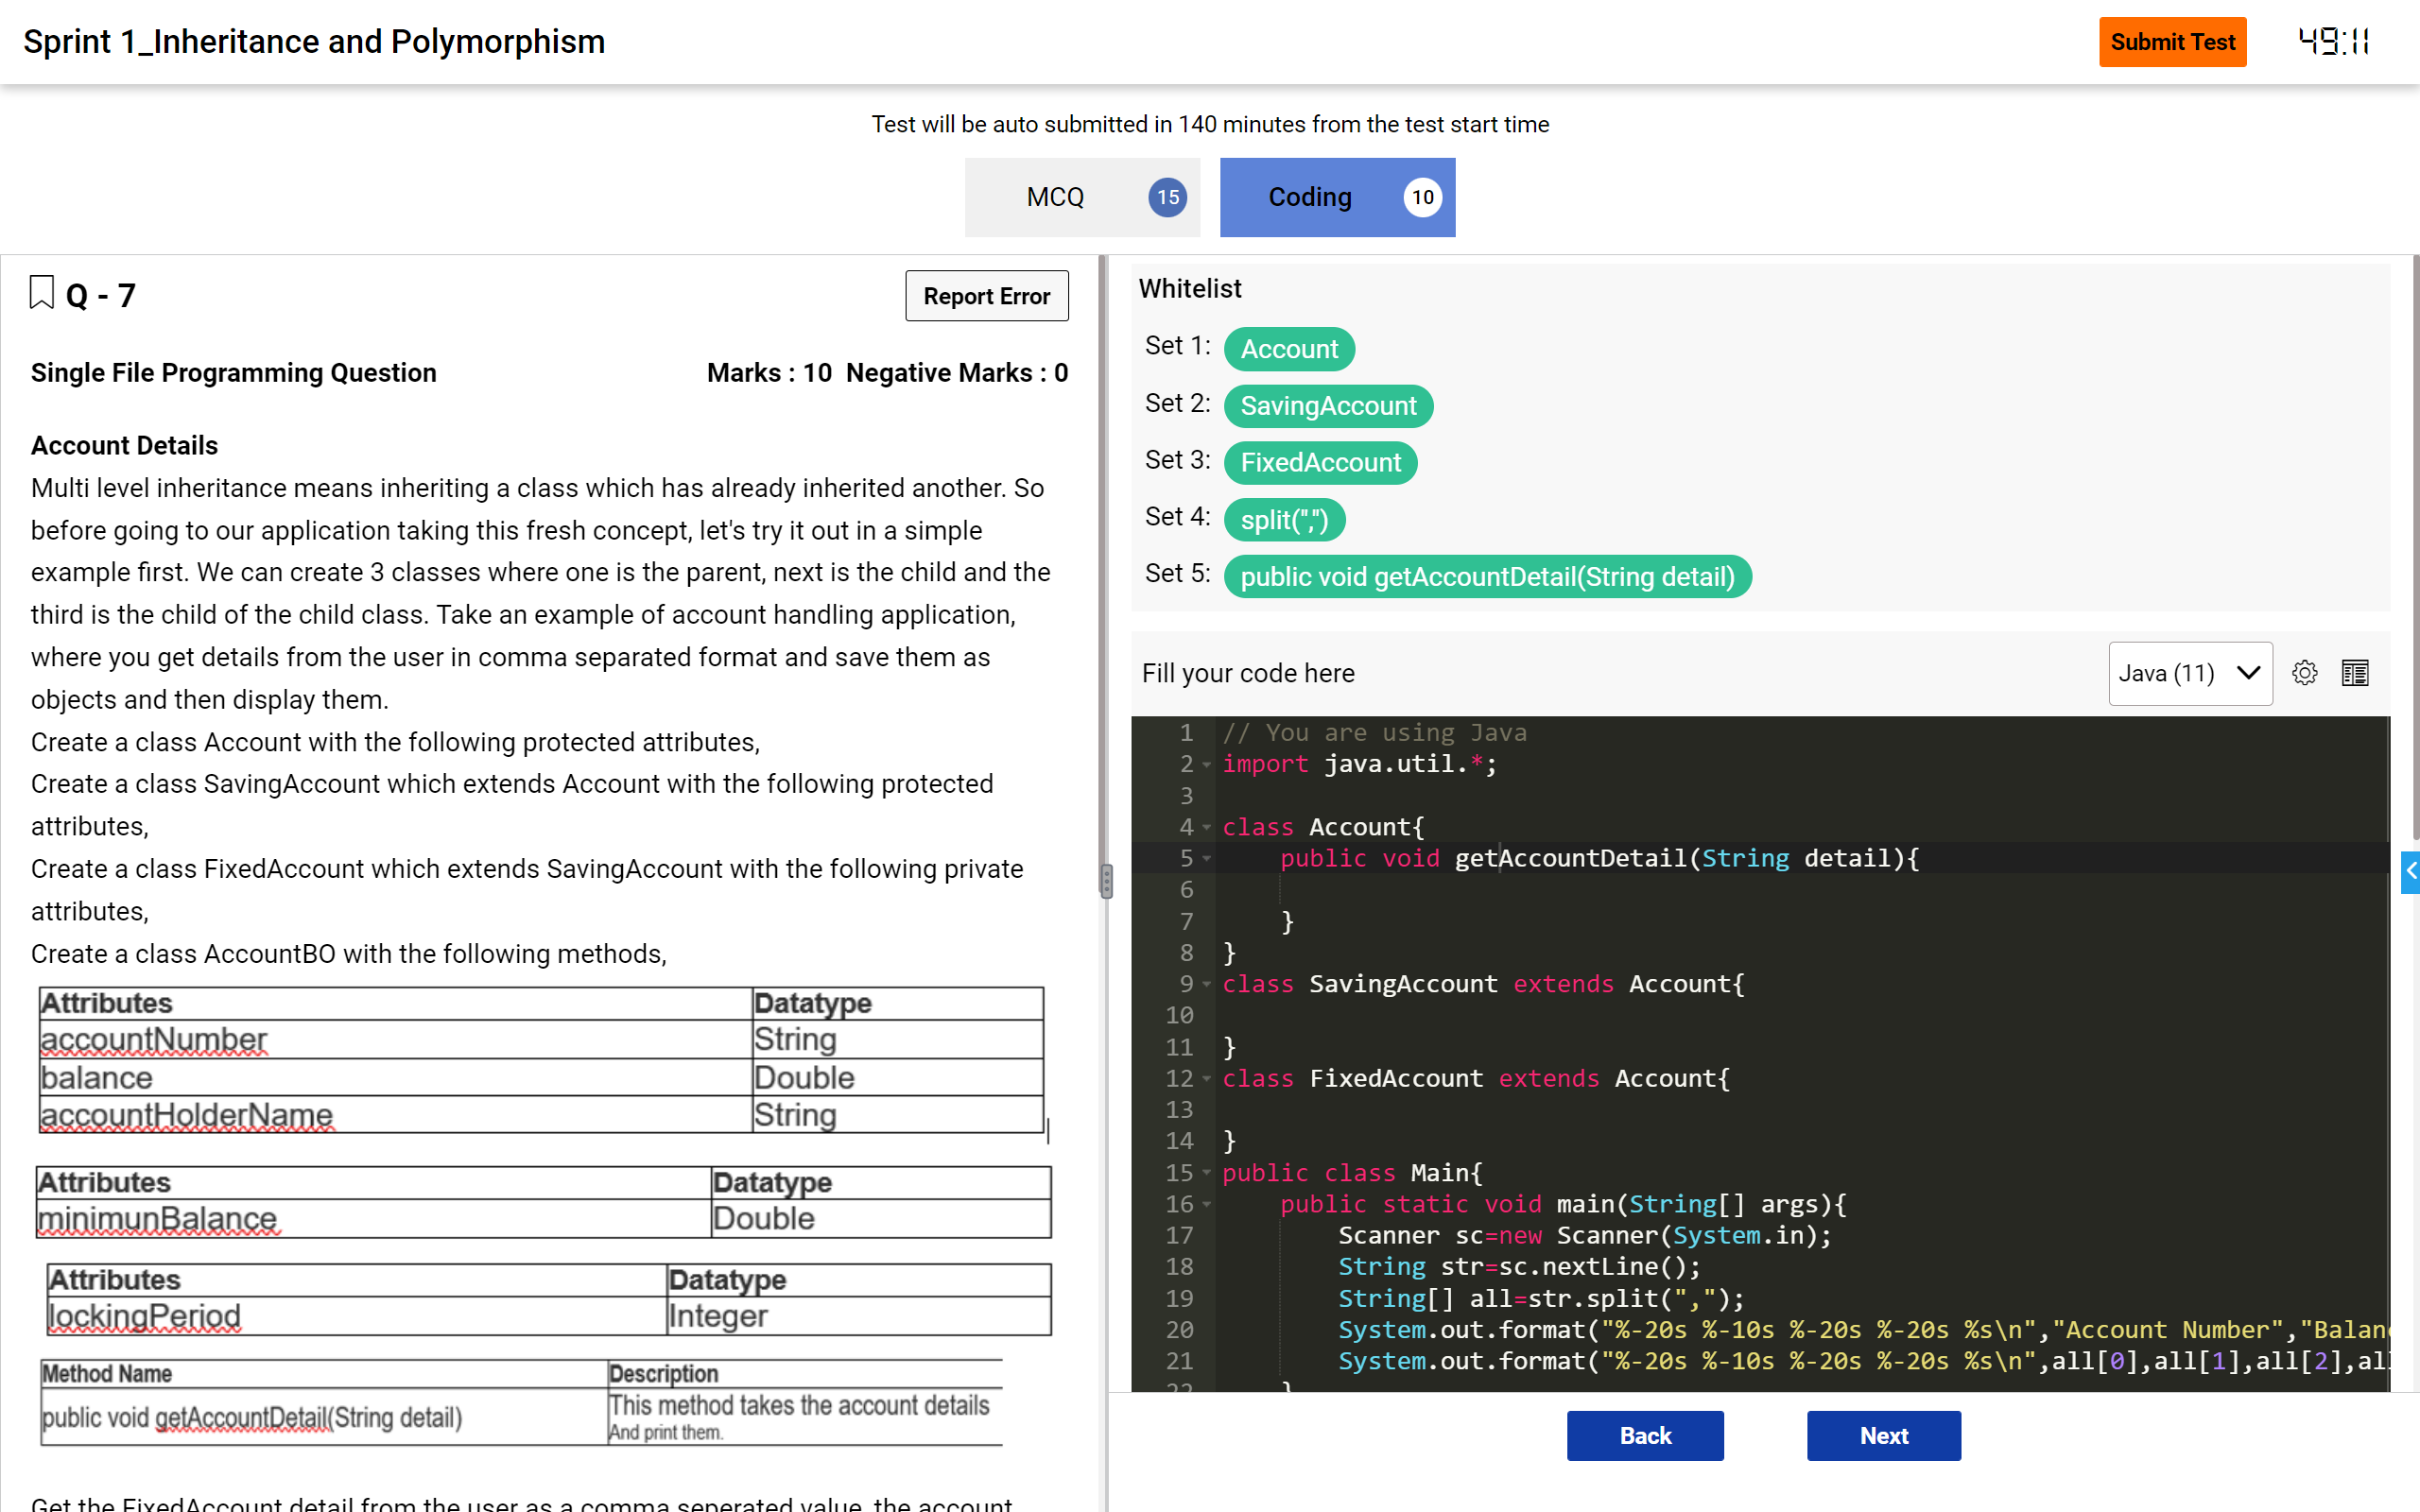 Sprint 1_Inheritance and Polymorphism
Submit Test
49:11
Test will be auto submitted in 140 minutes from the test start time
MCQ 15
Coding 10
Q - 7
Report Error
Single File Programming Question
Marks : 10 Negative Marks : 0
Account Details
Multi level inheritance means inheriting a class which has already inherited another. So
before going to our application taking this fresh concept, let's try it out in a simple
example first. We can create 3 classes where one is the parent, next is the child and the
third is the child of the child class. Take an example of account handling application,
where you get details from the user in comma separated format and save them as
objects and then display them.
Create a class Account with the following protected attributes,
Create a class SavingAccount which extends Account with the following protected
attributes,
Create a class FixedAccount which extends SavingAccount with the following private
attributes,
Create a class AccountBO with the following methods,
Attributes Datatype
accountNumber String
balance Double
accountHolderName String
Attributes Datatype
minimunBalance Double
Attributes Datatype
lockingPeriod Integer
Method Name Description
public void getAccountDetail(String detail) This method takes the account details
And print them.
Get the FixedAccount detail from the user as a comma seperated value, the account
Whitelist
Set 1: Account
Set 2: SavingAccount
Set 3: FixedAccount
Set 4: split(",")
Set 5: public void getAccountDetail(String detail)
Fill your code here
Java (11)
1 // You are using Java
2 import java.util.*;
3
4 class Account{
5 public void getAccountDetail(String detail){
6
7 }
8 }
9 class SavingAccount extends Account{
10
11 }
12 class FixedAccount extends Account{
13
14 }
15 public class Main{
16 public static void main(String[] args){
17 Scanner sc=new Scanner(System.in);
18 String str=sc.nextLine();
19 String[] all=str.split(",");
20 System.out.format("%-20s %-10s %-20s %-20s %s\n","Account Number","Balan
21 System.out.format("%-20s %-10s %-20s %-20s %s\n",all[0],all[1],all[2],al
22 }
Back
Next